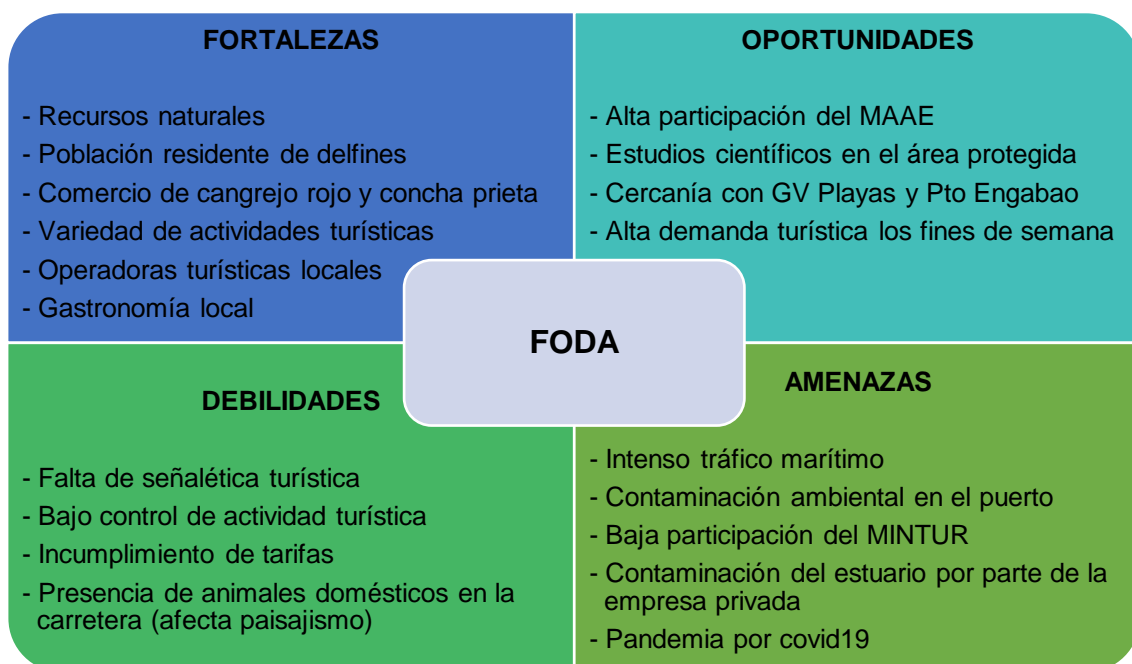 FORTALEZAS
- Recursos naturales
- Población residente de delfines
- Comercio de cangrejo rojo y concha prieta
- Variedad de actividades turísticas
- Operadoras turísticas locales
- Gastronomía local
OPORTUNIDADES
- Alta participación del MAAE
- Estudios científicos en el área protegida
- Cercanía con GV Playas y Pto Engabao
- Alta demanda turística los fines de semana
FODA
DEBILIDADES
- Falta de señalética turística
- Bajo control de actividad turística
- Incumplimiento de tarifas
- Presencia de animales domésticos en la
carretera (afecta paisajismo)
AMENAZAS
- Intenso tráfico marítimo
- Contaminación ambiental en el puerto
- Baja participación del MINTUR
- Contaminación del estuario por parte de la
empresa privada
- Pandemia por covid19